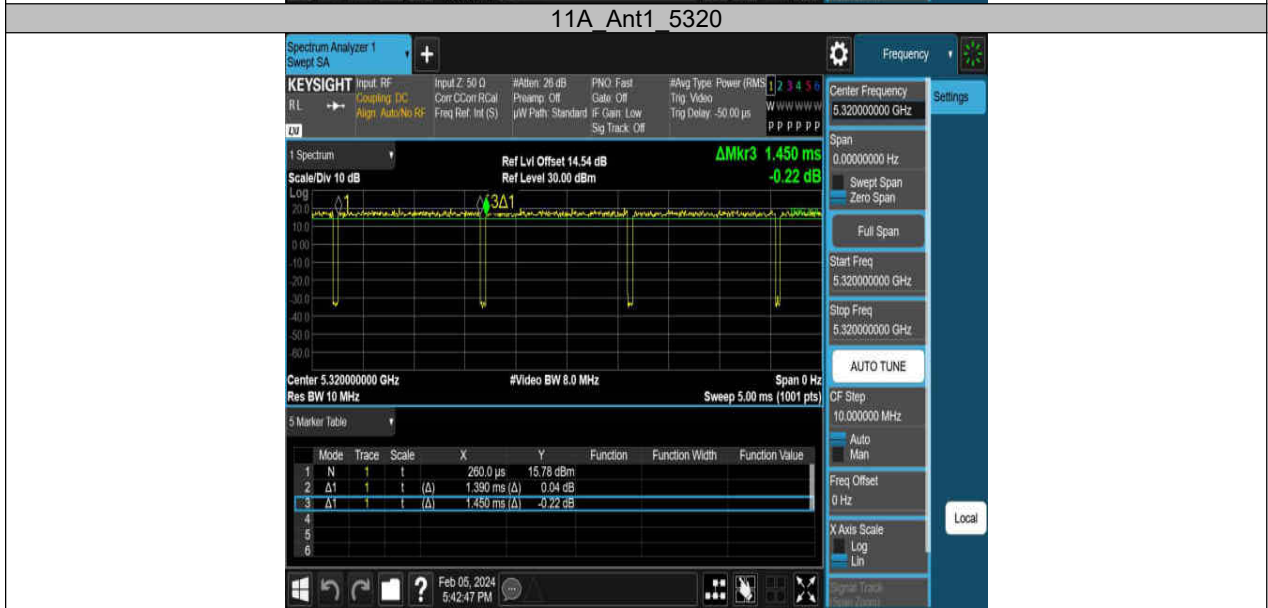 11A_Ant1_5320
Spectrum Analyzer 1
Swept SA
+
Frequency
KEYSIGHT
RL
LXI
Input: RF
Coupling: DC
Align: Auto/No RF
Input Z: 50 Ω
Corr CCorr RCal
Freq Ref: Int (S)
#Atten: 26 dB
Preamp: Off
µW Path: Standard
PNO: Fast
Gate: Off
IF Gain: Low
Sig Track: Off
#Avg Type: Power (RMS
Trig: Video
Trig Delay: -50.00 µs
1 2 3 4 5 6
W W W W W W
P P P P P P
Center Frequency
5.320000000 GHz
Settings
1 Spectrum
Scale/Div 10 dB
Ref Lvl Offset 14.54 dB
Ref Level 30.00 dBm
ΔMkr3 1.450 ms
-0.22 dB
Span
0.00000000 Hz
Swept Span
Zero Span
Full Span
Start Freq
5.320000000 GHz
Stop Freq
5.320000000 GHz
AUTO TUNE
CF Step
10.000000 MHz
Auto
Man
Freq Offset
0 Hz
X Axis Scale
Log
Lin
Signal Track
(Span Zoom)
Local
Log
20.0
10.0
0.00
-10.0
-20.0
-30.0
-40.0
-50.0
-60.0
1
3Δ1
Center 5.320000000 GHz
#Video BW 8.0 MHz
Span 0 Hz
Res BW 10 MHz
Sweep 5.00 ms (1001 pts)
5 Marker Table
Mode Trace Scale X Y Function Function Width Function Value
1 N 1 t 260.0 µs 15.78 dBm
2 Δ1 1 t (Δ) 1.390 ms (Δ) 0.04 dB
3 Δ1 1 t (Δ) 1.450 ms (Δ) -0.22 dB
4
5
6
?
Feb 05, 2024
5:42:47 PM